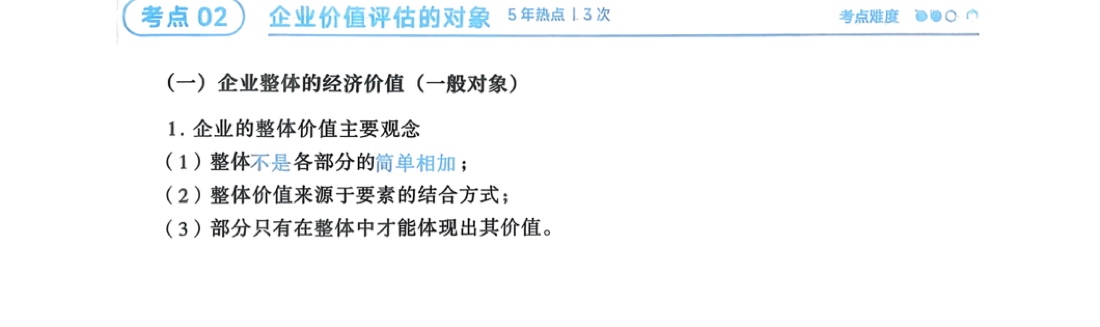 考点 02 企业价值评估的对象 5年热点 | 3次 考点难度
（一）企业整体的经济价值（一般对象）
1. 企业的整体价值主要观念
（1）整体不是各部分的简单相加；
（2）整体价值来源于要素的结合方式；
（3）部分只有在整体中才能体现出其价值。